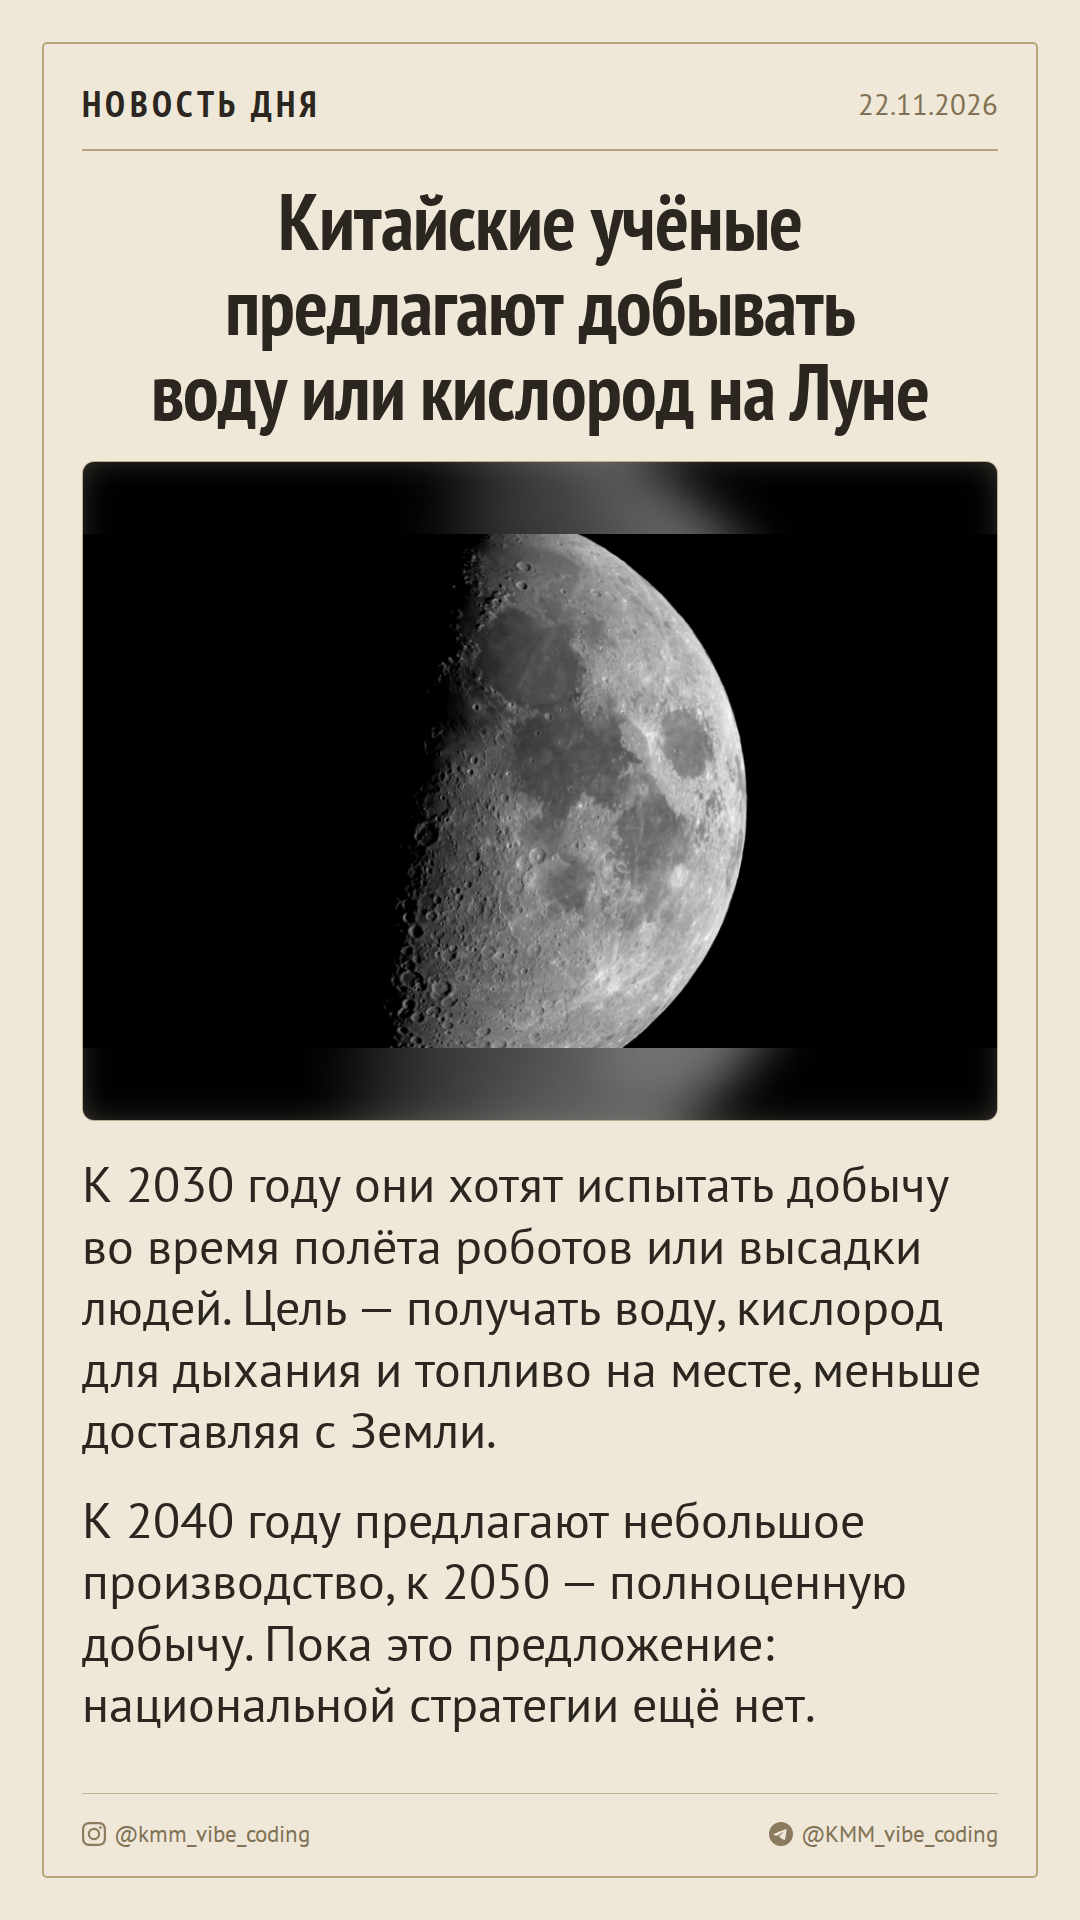 НОВОСТЬ ДНЯ
22.11.2026
Китайские учёные
предлагают добывать
воду или кислород на Луне
К 2030 году они хотят испытать добычу
во время полёта роботов или высадки
людей. Цель — получать воду, кислород
для дыхания и топливо на месте, меньше
доставляя с Земли.
К 2040 году предлагают небольшое
производство, к 2050 — полноценную
добычу. Пока это предложение:
национальной стратегии ещё нет.
@kmm_vibe_coding
@KMM_vibe_coding